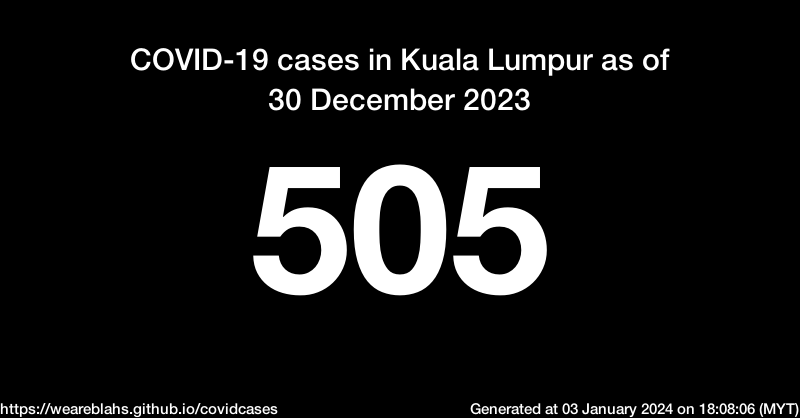 COVID-19 cases in Kuala Lumpur as of
30 December 2023
505
https://weareblahs.github.io/covidcases
Generated at 03 January 2024 on 18:08:06 (MYT)